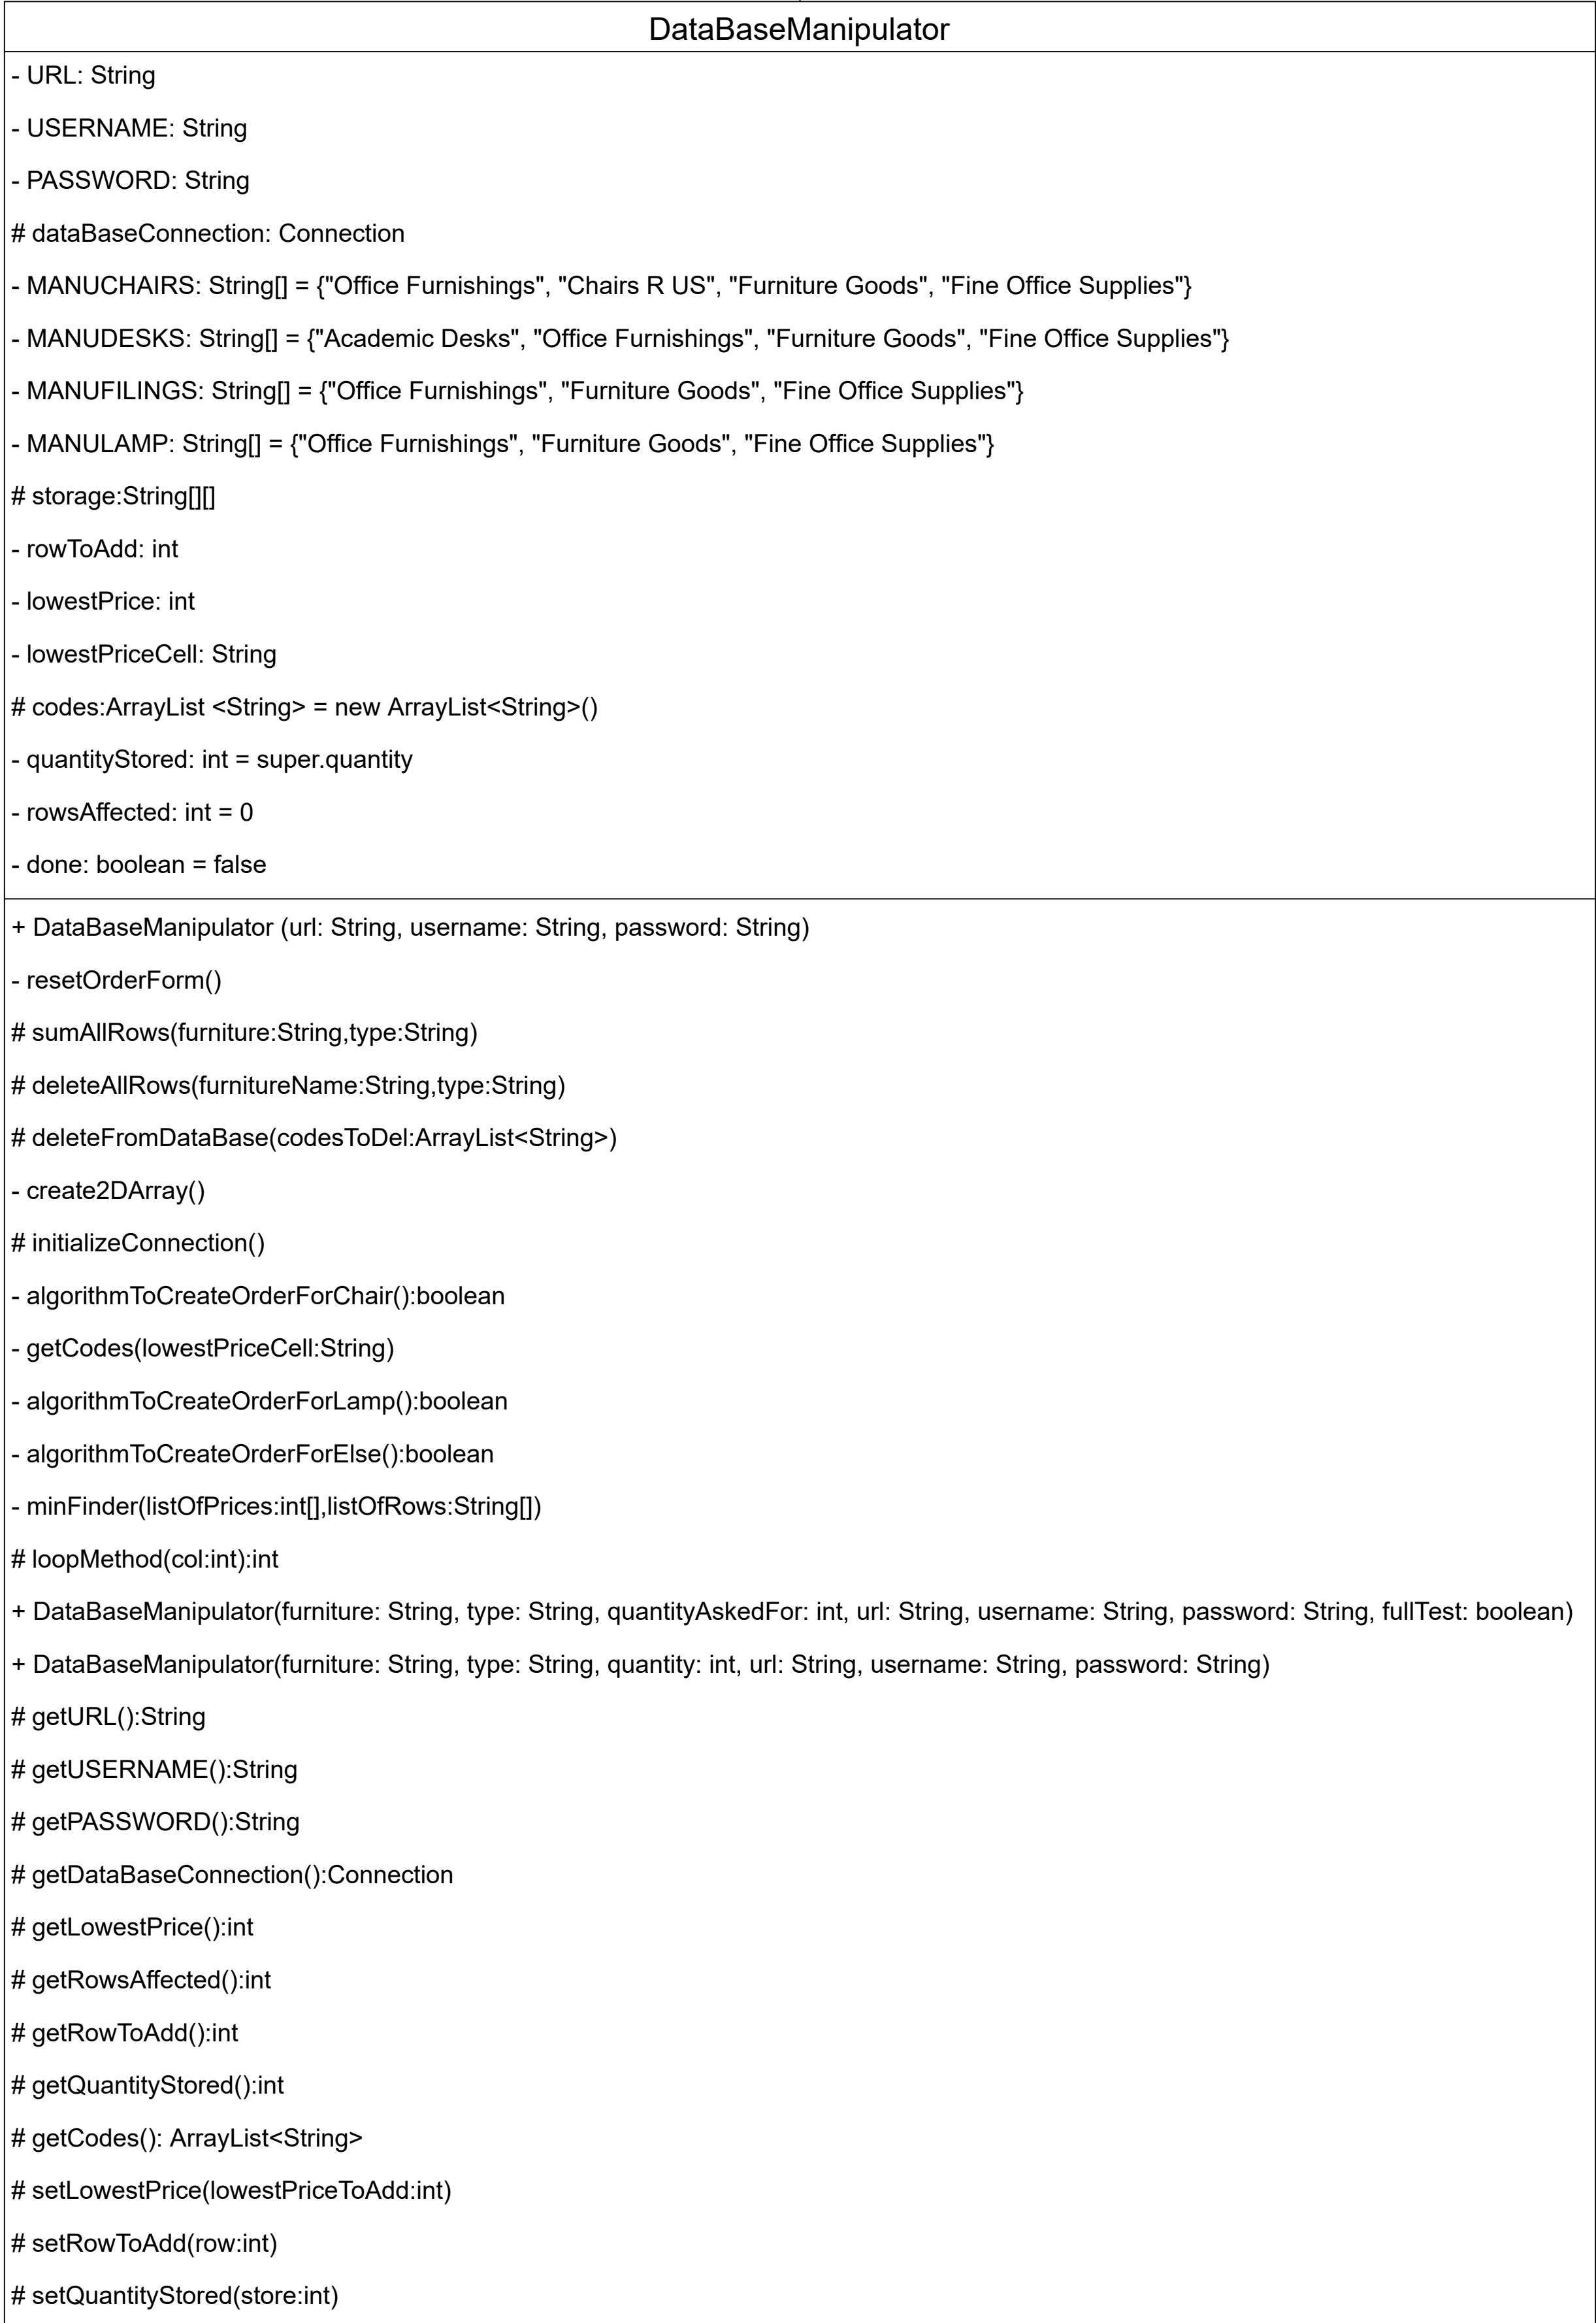 DataBaseManipulator
- URL: String
- USERNAME: String
- PASSWORD: String
# dataBaseConnection: Connection
- MANUCHAIRS: String[] = {"Office Furnishings", "Chairs R US", "Furniture Goods", "Fine Office Supplies"}
- MANUDESKS: String[] = {"Academic Desks", "Office Furnishings", "Furniture Goods", "Fine Office Supplies"}
- MANUFILINGS: String[] = {"Office Furnishings", "Furniture Goods", "Fine Office Supplies"}
- MANULAMP: String[] = {"Office Furnishings", "Furniture Goods", "Fine Office Supplies"}
# storage:String[][]
- rowToAdd: int
- lowestPrice: int
- lowestPriceCell: String
# codes:ArrayList <String> = new ArrayList<String>()
- quantityStored: int = super.quantity
- rowsAffected: int = 0
- done: boolean = false
+ DataBaseManipulator (url: String, username: String, password: String)
- resetOrderForm()
# sumAllRows(furniture:String,type:String)
# deleteAllRows(furnitureName:String,type:String)
# deleteFromDataBase(codesToDel:ArrayList<String>)
- create2DArray()
# initializeConnection()
- algorithmToCreateOrderForChair():boolean
- getCodes(lowestPriceCell:String)
- algorithmToCreateOrderForLamp():boolean
- algorithmToCreateOrderForElse():boolean
- minFinder(listOfPrices:int[],listOfRows:String[])
# loopMethod(col:int):int
+ DataBaseManipulator(furniture: String, type: String, quantityAskedFor: int, url: String, username: String, password: String, fullTest: boolean)
+ DataBaseManipulator(furniture: String, type: String, quantity: int, url: String, username: String, password: String)
# getURL():String
# getUSERNAME():String
# getPASSWORD():String
# getDataBaseConnection():Connection
# getLowestPrice():int
# getRowsAffected():int
# getRowToAdd():int
# getQuantityStored():int
# getCodes(): ArrayList<String>
# setLowestPrice(lowestPriceToAdd:int)
# setRowToAdd(row:int)
# setQuantityStored(store:int)